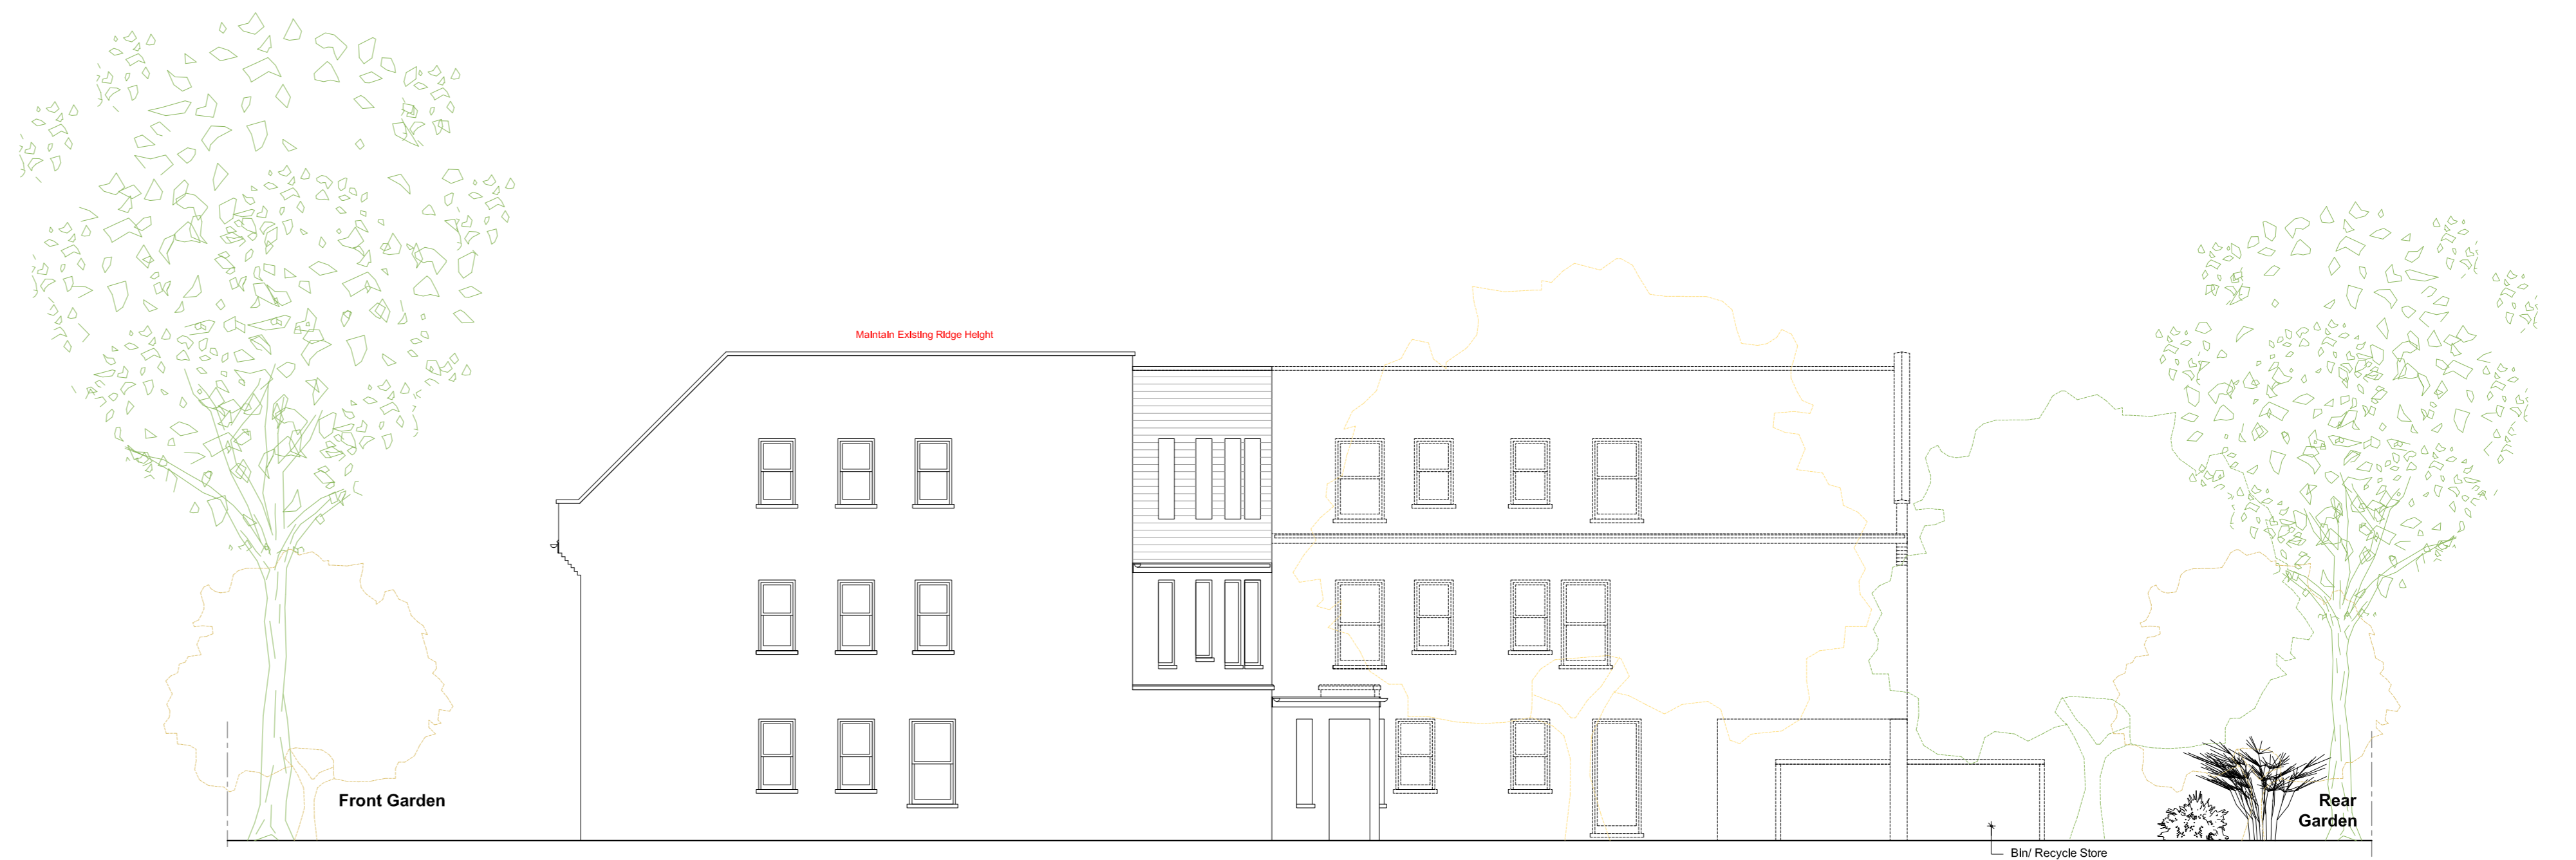 Maintain Existing Ridge Height
Front Garden
Rear
Garden
Bin/ Recycle Store